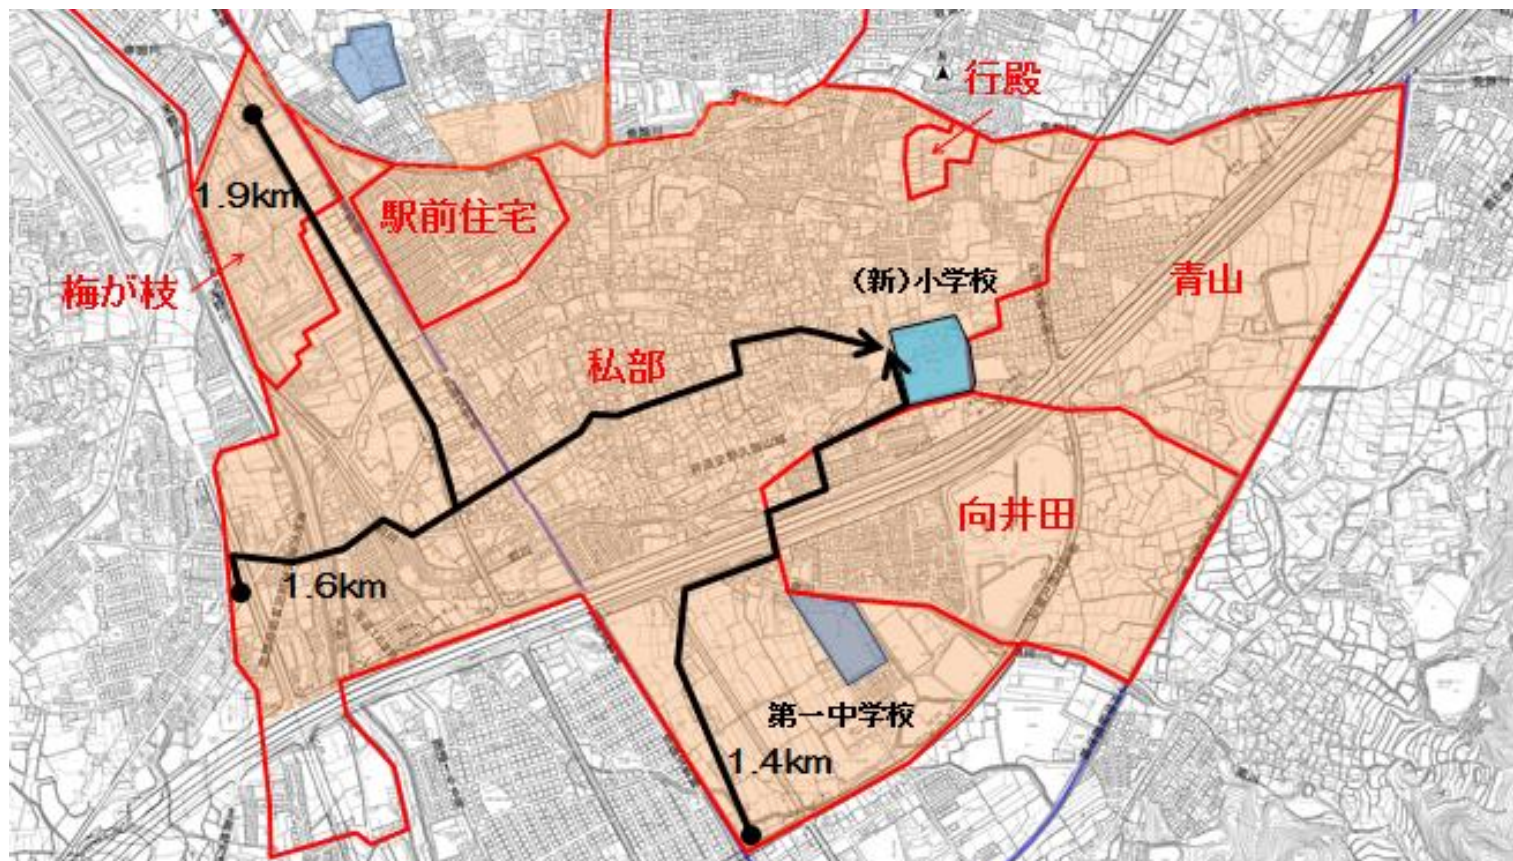 行殿
1.9km
駅前住宅
(新)小学校
青山
梅が枝
私部
向井田
1.6km
第一中学校
1.4km